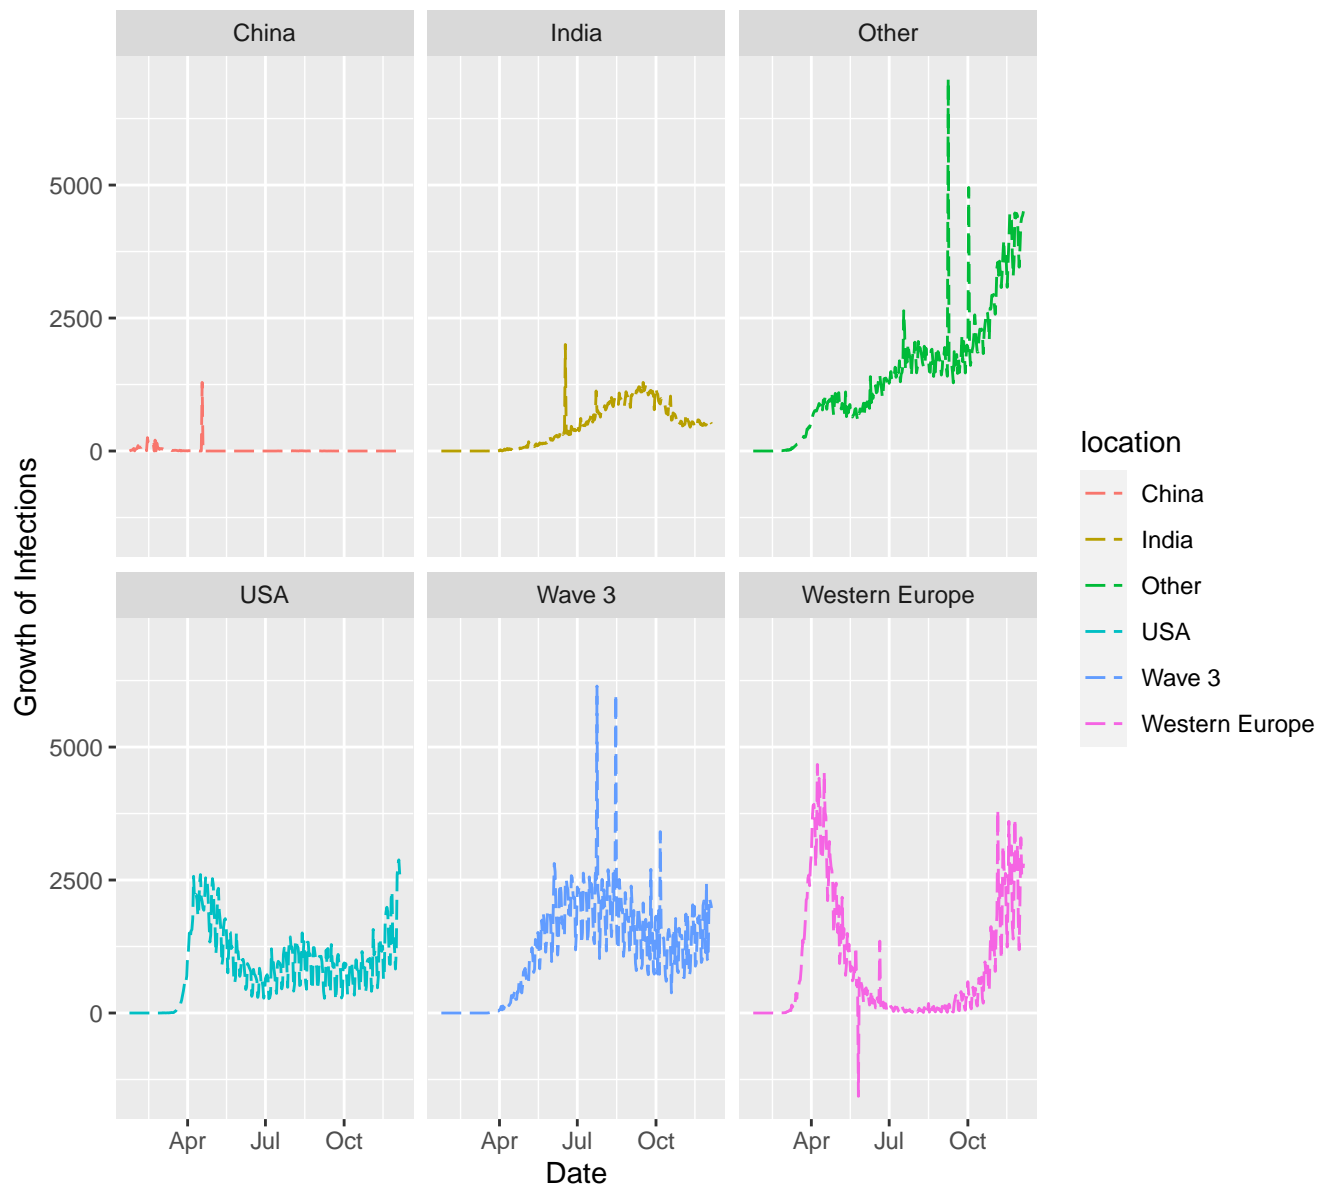 China
India
Other
5000
2500
0
USA
Wave 3
Western Europe
5000
2500
0
Growth of Infections
Apr
Jul
Oct
Apr
Jul
Oct
Apr
Jul
Oct
Date
location
China
India
Other
USA
Wave 3
Western Europe